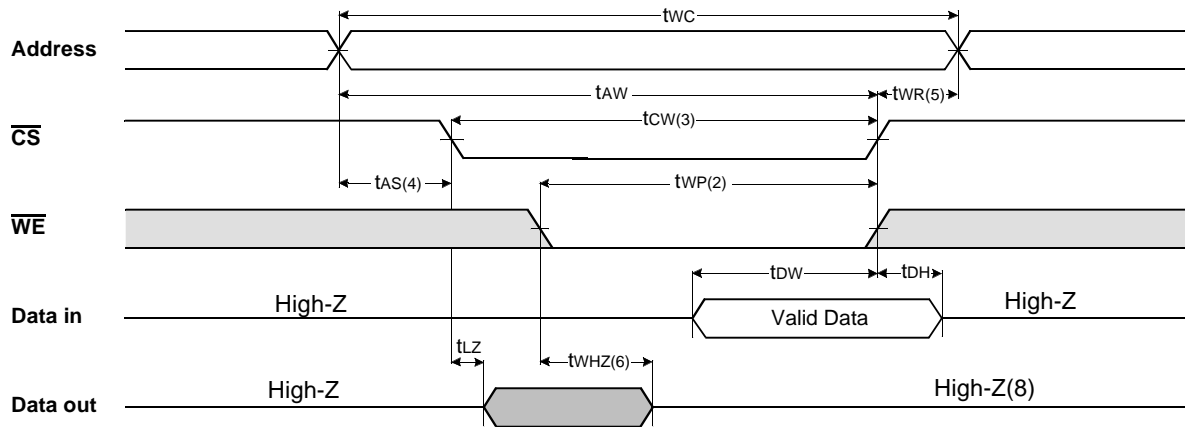 tWC
Address
tAW
tWR(5)
CS
tCW(3)
tAS(4)
tWP(2)
WE
tDW
tDH
Data in
High-Z
Valid Data
High-Z
tLZ
tWHZ(6)
Data out
High-Z
High-Z(8)